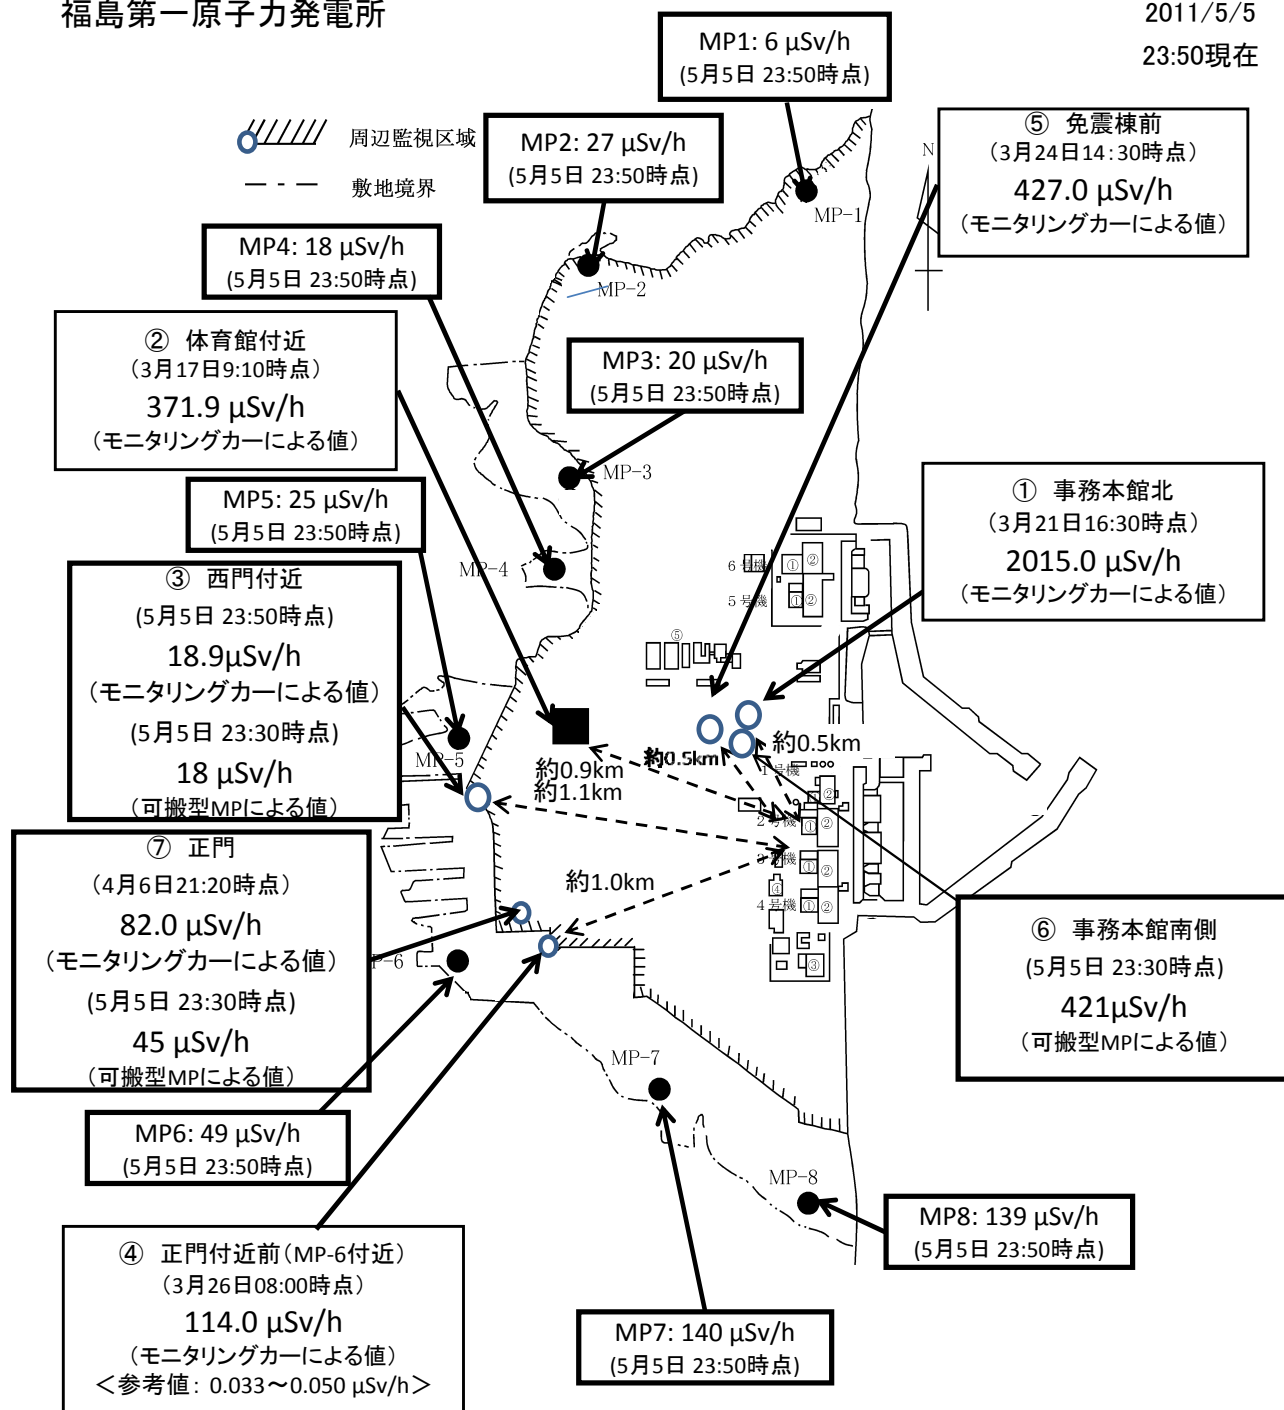 福島第一原子力発電所
2011/5/5
23:50現在
周辺監視区域
敷地境界
MP1: 6 μSv/h
(5月5日 23:50時点)
MP2: 27 μSv/h
(5月5日 23:50時点)
⑤ 免震棟前
(3月24日14:30時点)
427.0 μSv/h
(モニタリングカーによる値)
N
MP-1
MP4: 18 μSv/h
(5月5日 23:50時点)
MP-2
② 体育館付近
(3月17日9:10時点)
371.9 μSv/h
(モニタリングカーによる値)
MP3: 20 μSv/h
(5月5日 23:50時点)
MP-3
MP5: 25 μSv/h
(5月5日 23:50時点)
① 事務本館北
(3月21日16:30時点)
2015.0 μSv/h
(モニタリングカーによる値)
MP-4
6号機
①
②
5号機
①
②
③ 西門付近
(5月5日 23:50時点)
18.9μSv/h
(モニタリングカーによる値)
(5月5日 23:30時点)
18 μSv/h
(可搬型MPによる値)
⑤
MP-5
約0.9km
約1.1km
約0.5km
約0.5km
1号機
①
②
2号機
①
②
3号機
①
②
④
4号機
①
②
③
約1.0km
⑦ 正門
(4月6日21:20時点)
82.0 μSv/h
(モニタリングカーによる値)
(5月5日 23:30時点)
45 μSv/h
(可搬型MPによる値)
P-6
⑥ 事務本館南側
(5月5日 23:30時点)
421μSv/h
(可搬型MPによる値)
MP-7
MP6: 49 μSv/h
(5月5日 23:50時点)
MP-8
MP8: 139 μSv/h
(5月5日 23:50時点)
④ 正門付近前(MP-6付近)
(3月26日08:00時点)
114.0 μSv/h
(モニタリングカーによる値)
<参考値: 0.033～0.050 μSv/h>
MP7: 140 μSv/h
(5月5日 23:50時点)